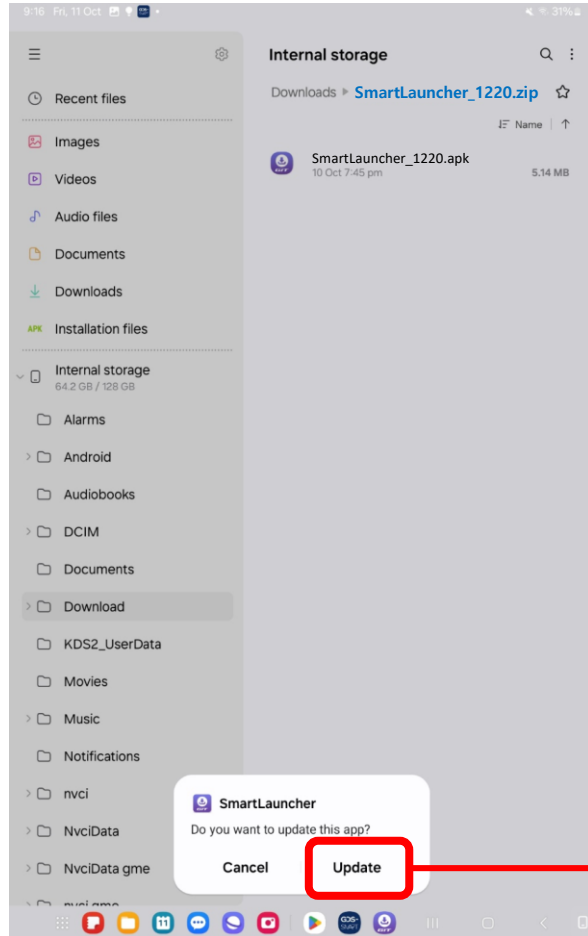 9:16 Fri, 11 Oct
31%
Internal storage
Downloads ▸ SmartLauncher_1220.zip
Name
Recent files
Images
SmartLauncher_1220.apk
10 Oct 7:45 pm
5.14 MB
Videos
Audio files
Documents
Downloads
APK Installation files
Internal storage
64.2 GB / 128 GB
Alarms
Android
Audiobooks
DCIM
Documents
Download
KDS2_UserData
Movies
Music
Notifications
nvci
NvciData
NvciData gme
SmartLauncher
Do you want to update this app?
Cancel
Update
11
GDS-
SMART